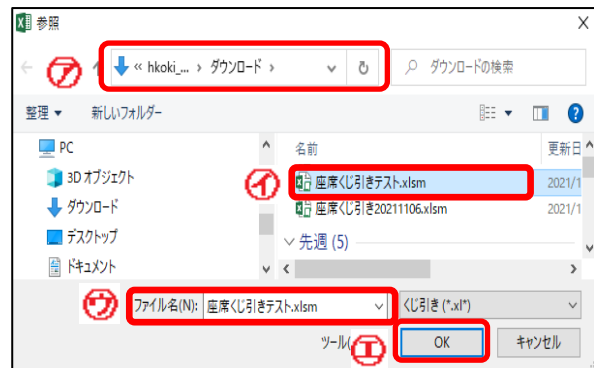 参照
㋐ « hkoki_... › ダウンロード › ダウンロードの検索
整理 新しいフォルダー
PC
3D オブジェクト
ダウンロード
デスクトップ
ドキュメント
名前 更新日
㋑ 座席くじ引きテスト.xlsm 2021/1
座席くじ引き20211106.xlsm 2021/1
先週 (5)
㋒ ファイル名(N): 座席くじ引きテスト.xlsm くじ引き (*.xl*)
ツール( ㋓ OK キャンセル